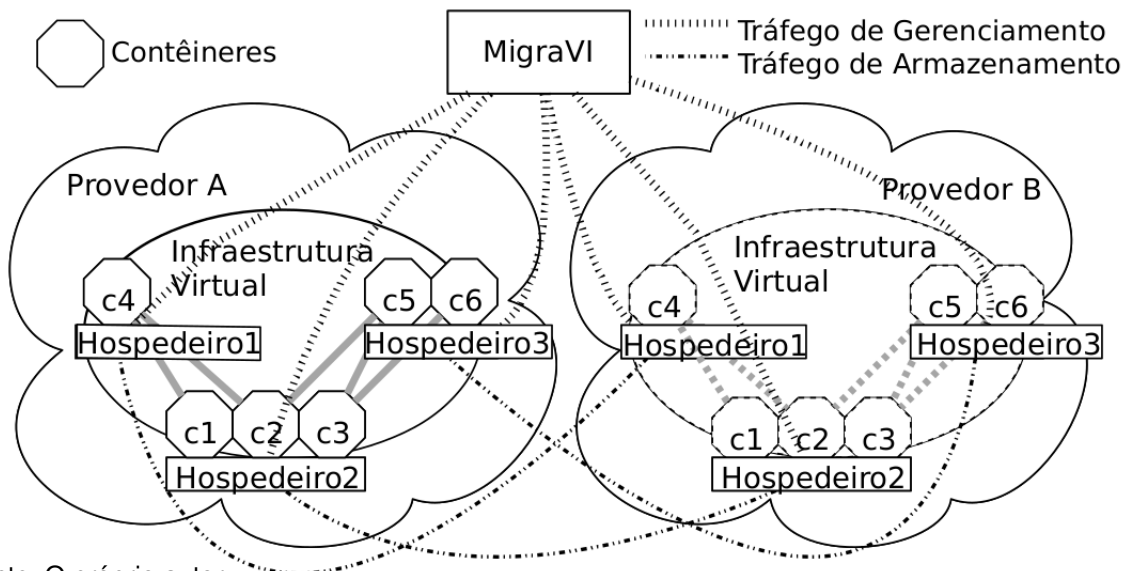 Contêineres
MigraVI
Tráfego de Gerenciamento
Tráfego de Armazenamento
Provedor A
Infraestrutura
Virtual
c4
c5
c6
Hospedeiro1
Hospedeiro3
c1
c2
c3
Hospedeiro2
Provedor B
Infraestrutura
Virtual
c4
c5
c6
Hospedeiro1
Hospedeiro3
c1
c2
c3
Hospedeiro2